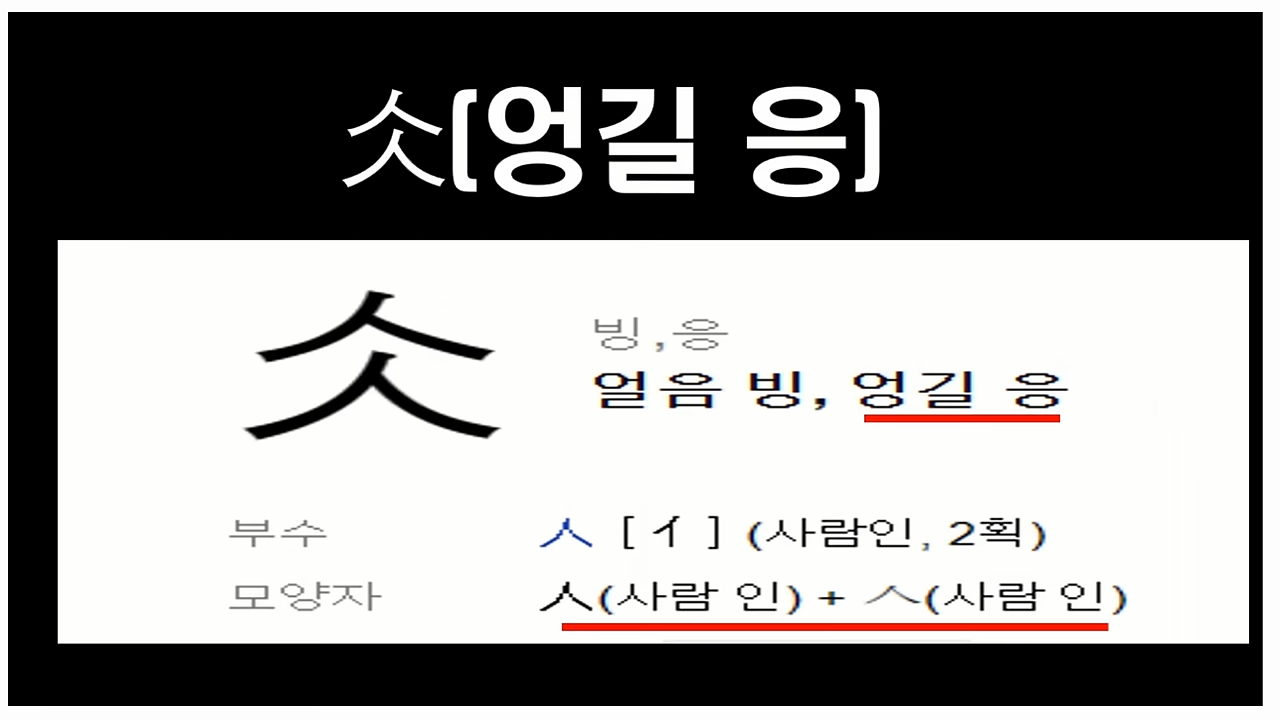 仌(엉길 응)
仌
빙,응
얼음 빙, 엉길 응
부수 人 [亻] (사람인, 2획)
모양자 人(사람 인) + 𠆢(사람 인)